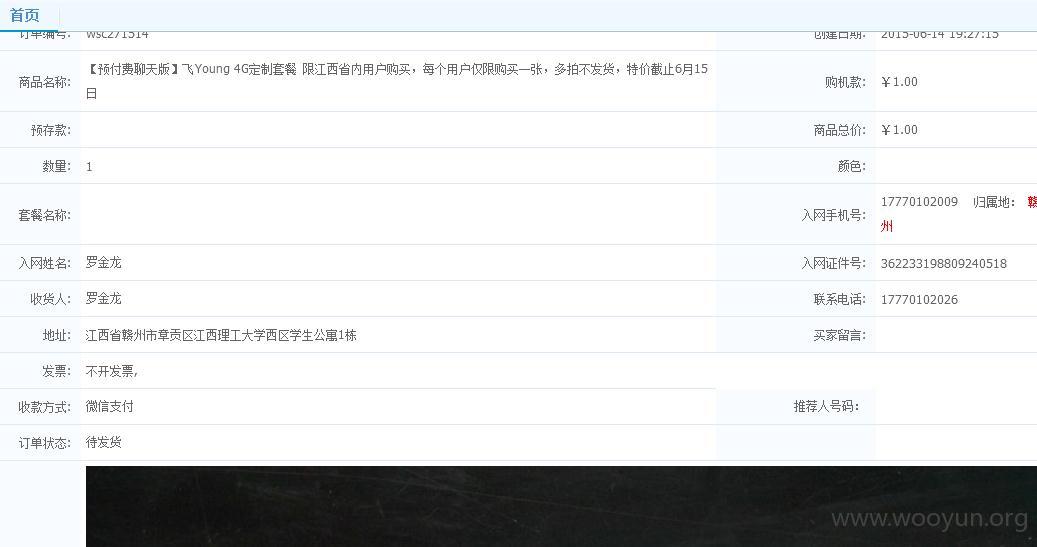 首页
订单编号: wsc271514 创建日期: 2015-06-14 19:27:15
商品名称: 【预付费聊天版】飞Young 4G定制套餐 限江西省内用户购买，每个用户仅限购买一张，多拍不发货，特价截止6月15
日
购机款: ￥1.00
预存款: 商品总价: ￥1.00
数量: 1 颜色:
套餐名称: 入网手机号: 17770102009 归属地: 赣
州
入网姓名: 罗金龙 入网证件号: 362233198809240518
收货人: 罗金龙 联系电话: 17770102026
地址: 江西省赣州市章贡区江西理工大学西区学生公寓1栋 买家留言:
发票: 不开发票,
收款方式: 微信支付 推荐人号码:
订单状态: 待发货
www.wooyun.org